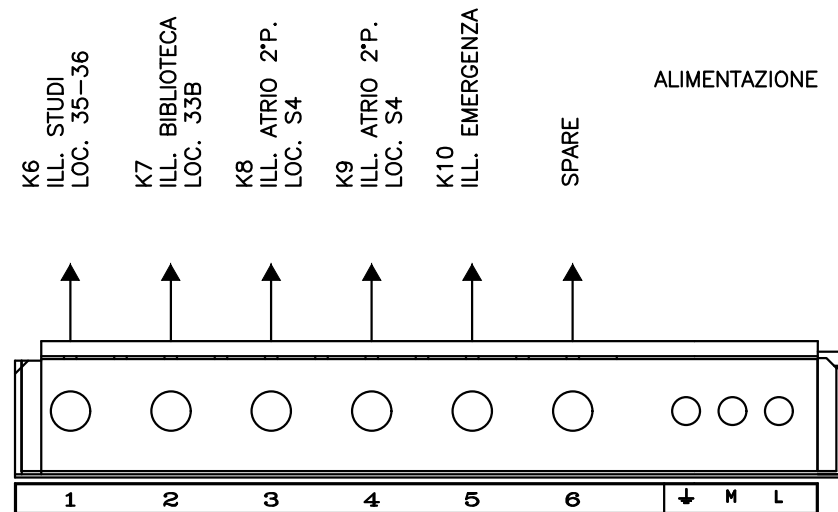 K6
ILL. STUDI
LOC. 35-36
K7
ILL. BIBLIOTECA
LOC. 33B
K8
ILL. ATRIO 2°P.
LOC. S4
K9
ILL. ATRIO 2°P.
LOC. S4
K10
ILL. EMERGENZA
SPARE
ALIMENTAZIONE
1 2 3 4 5 6 M L